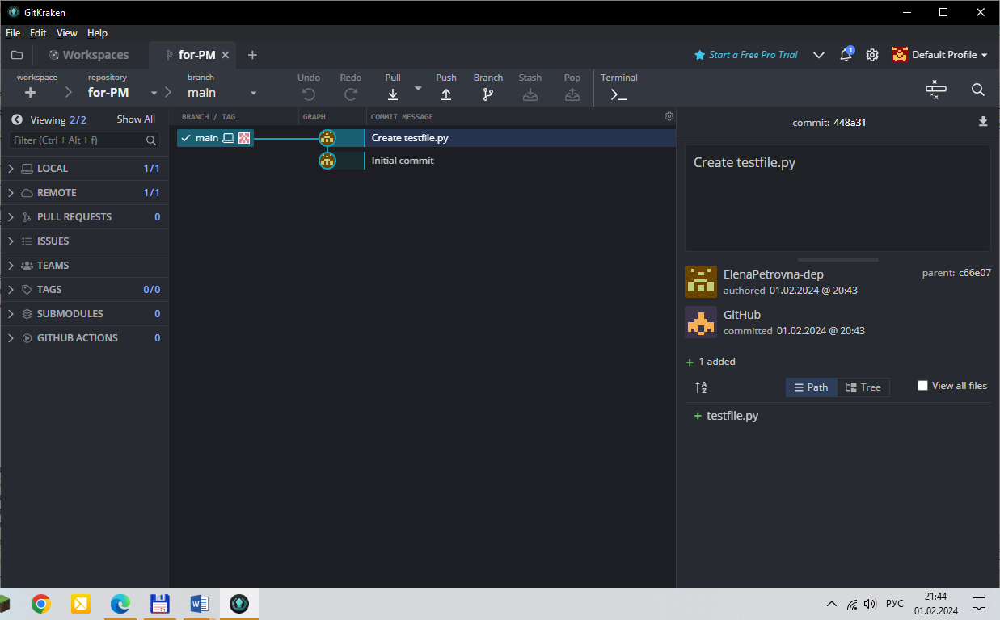 GitKraken
File Edit View Help
Workspaces for-PM Start a Free Pro Trial 1 Default Profile
workspace repository branch Undo Redo Pull Push Branch Stash Pop Terminal
for-PM main
Viewing 2/2 Show All
Filter (Ctrl + Alt + f)
LOCAL 1/1
REMOTE 1/1
PULL REQUESTS 0
ISSUES
TEAMS
TAGS 0/0
SUBMODULES 0
GITHUB ACTIONS 0
BRANCH / TAG GRAPH COMMIT MESSAGE
main Create testfile.py
Initial commit
commit: 448a31
Create testfile.py
ElenaPetrovna-dep parent: c66e07
authored 01.02.2024 @ 20:43
GitHub
committed 01.02.2024 @ 20:43
+ 1 added
A Z Path Tree View all files
+ testfile.py
РУС 21:44
01.02.2024